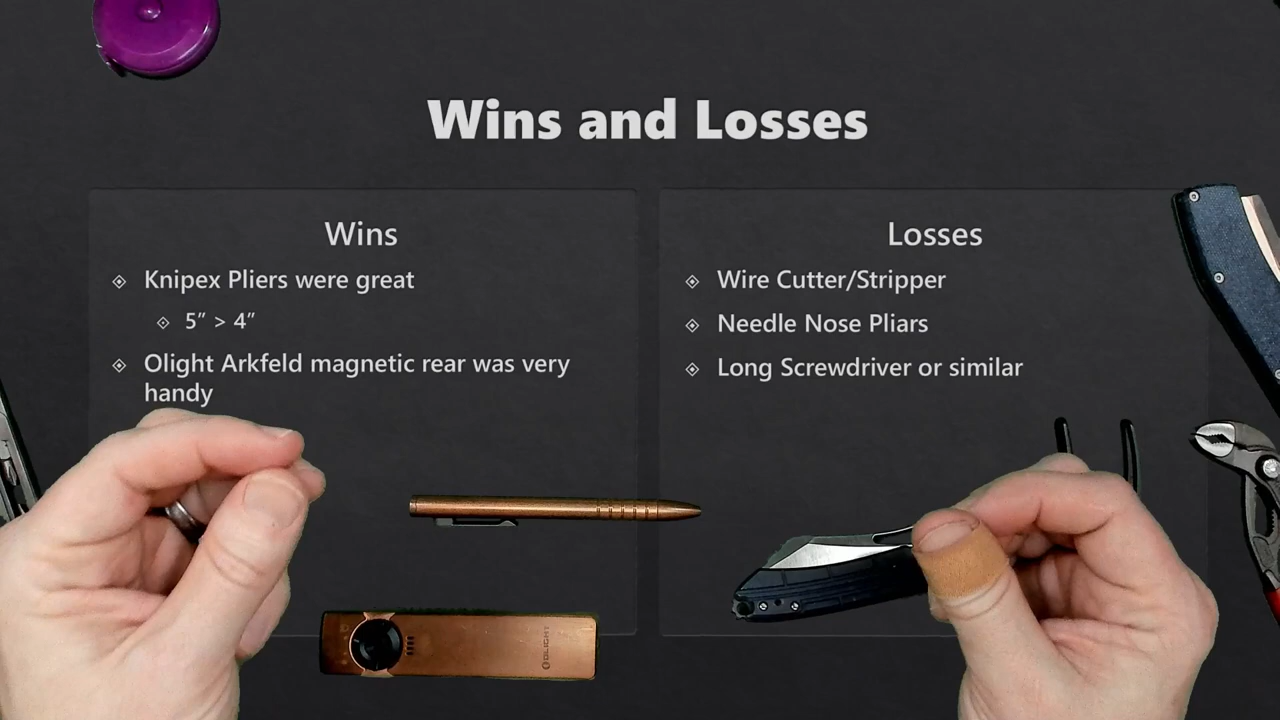 Wins and Losses
Wins
Knipex Pliers were great
5” > 4”
Olight Arkfeld magnetic rear was very
handy
Losses
Wire Cutter/Stripper
Needle Nose Pliars
Long Screwdriver or similar
OLIGHT